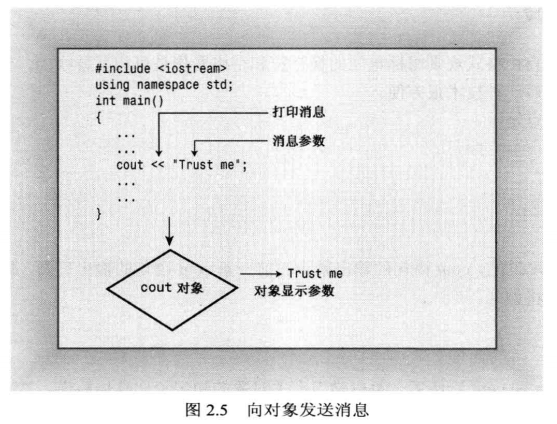 #include <iostream>
using namespace std;
int main()
{
...
打印消息
...
消息参数
cout << "Trust me";
...
...
}
cout 对象
Trust me
对象显示参数
图 2.5 向对象发送消息